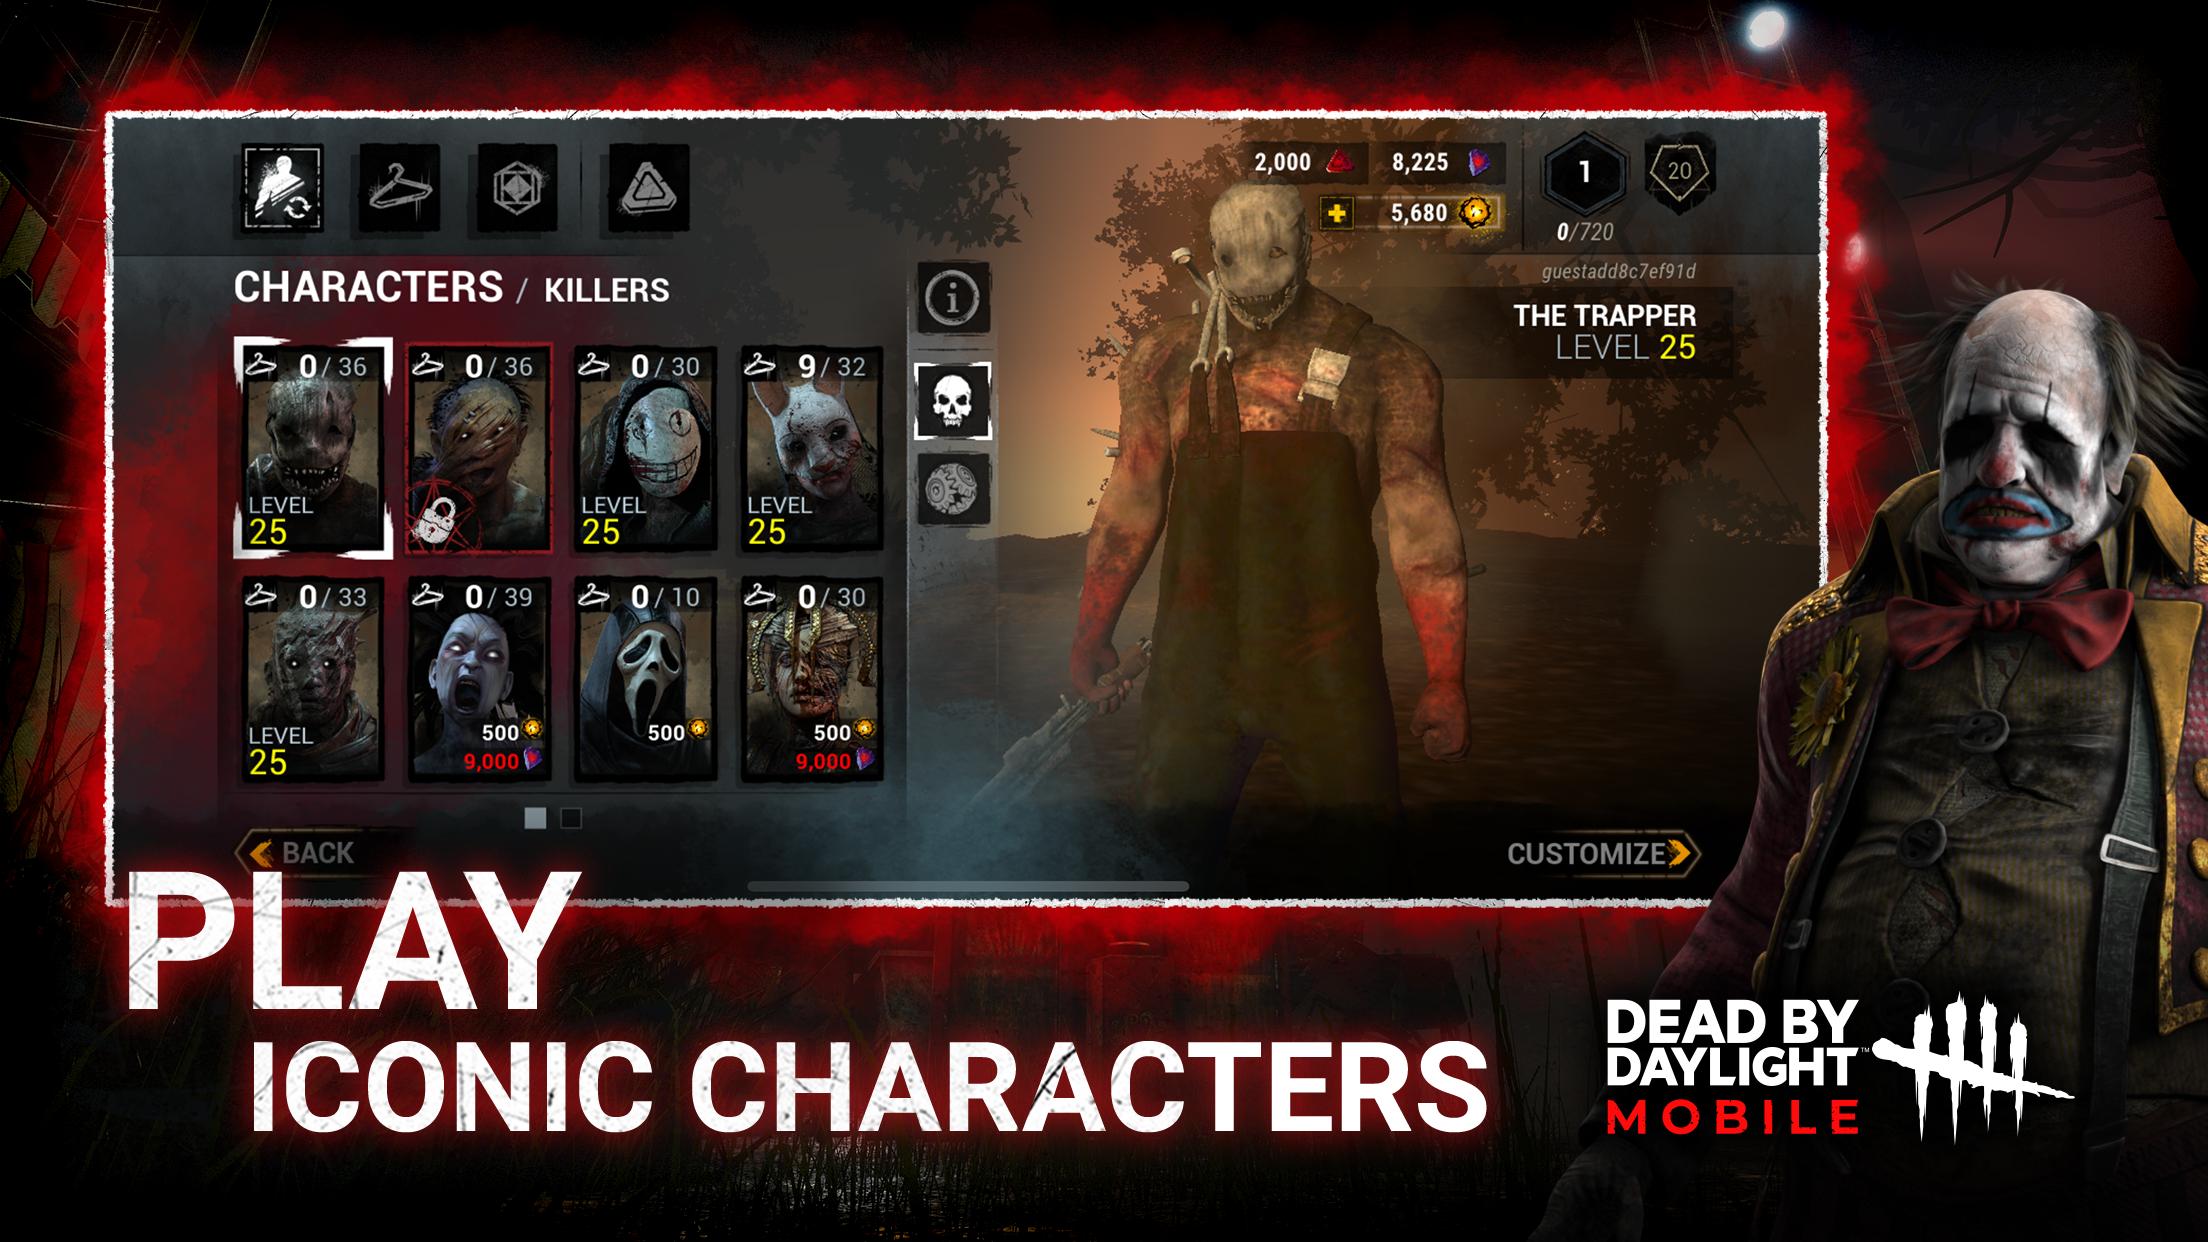 2,000 8,225
5,680
1
20
0/720
guestadd8c7ef91d
CHARACTERS / KILLERS
THE TRAPPER
LEVEL 25
0/36 0/36 0/30 9/32
LEVEL LEVEL LEVEL
25 25 25
0/33 0/39 0/10 0/30
500 500 500
LEVEL
25 9,000 9,000
BACK
CUSTOMIZE
PLAY
ICONIC CHARACTERS
DEAD BY
DAYLIGHT™
MOBILE